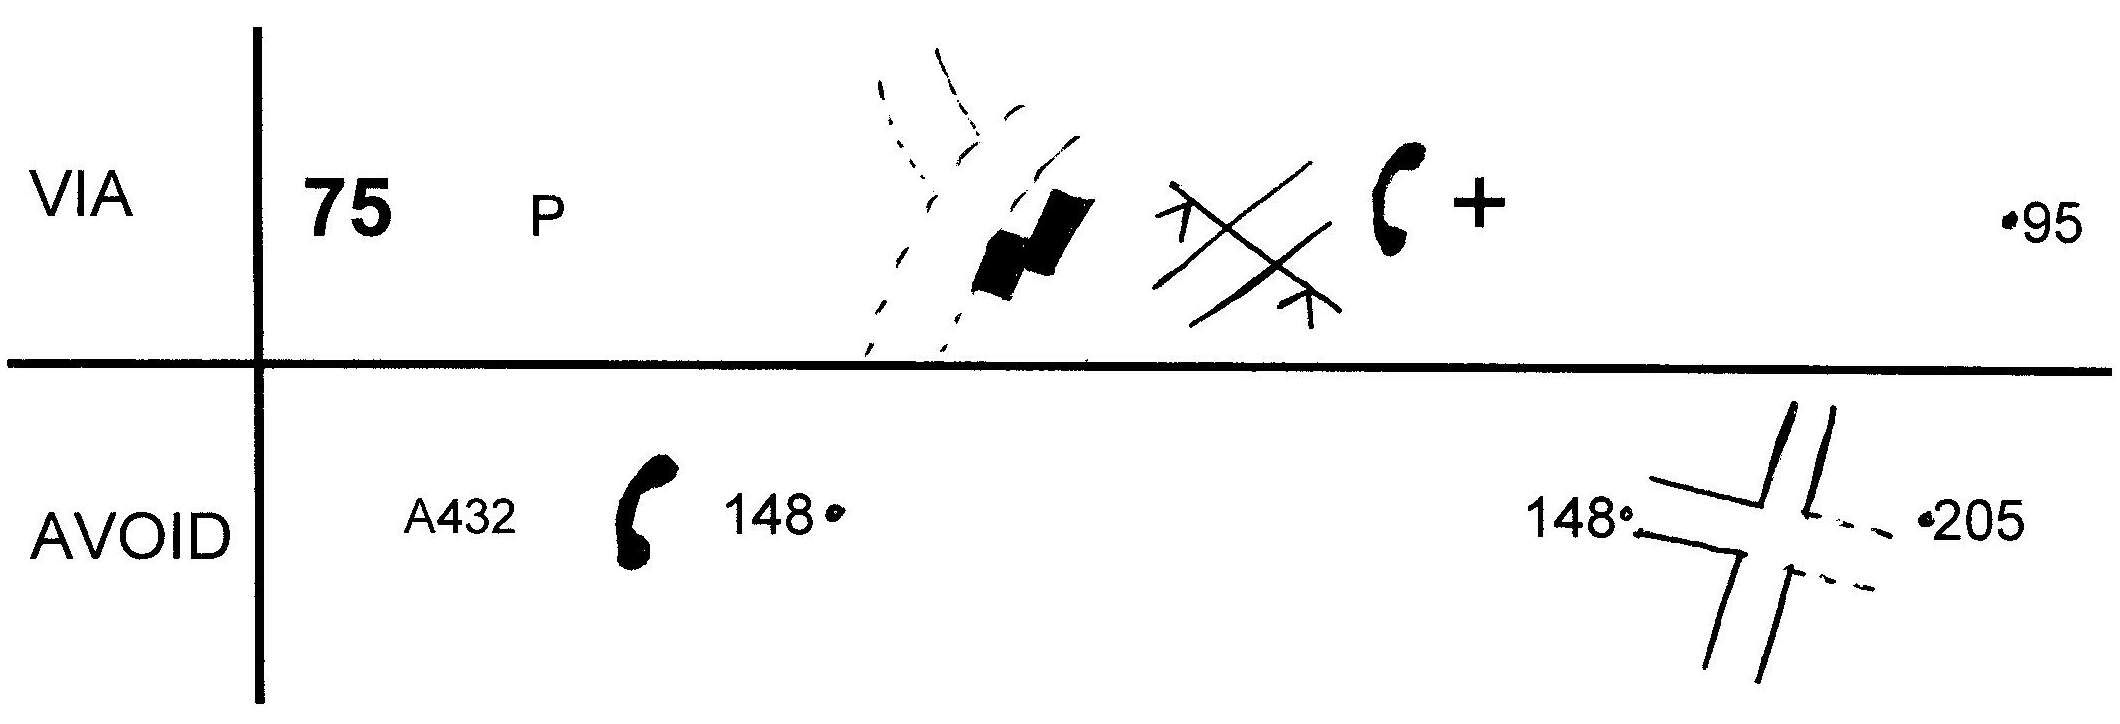 VIA 75 P + •95
AVOID A432 148• 148• •205